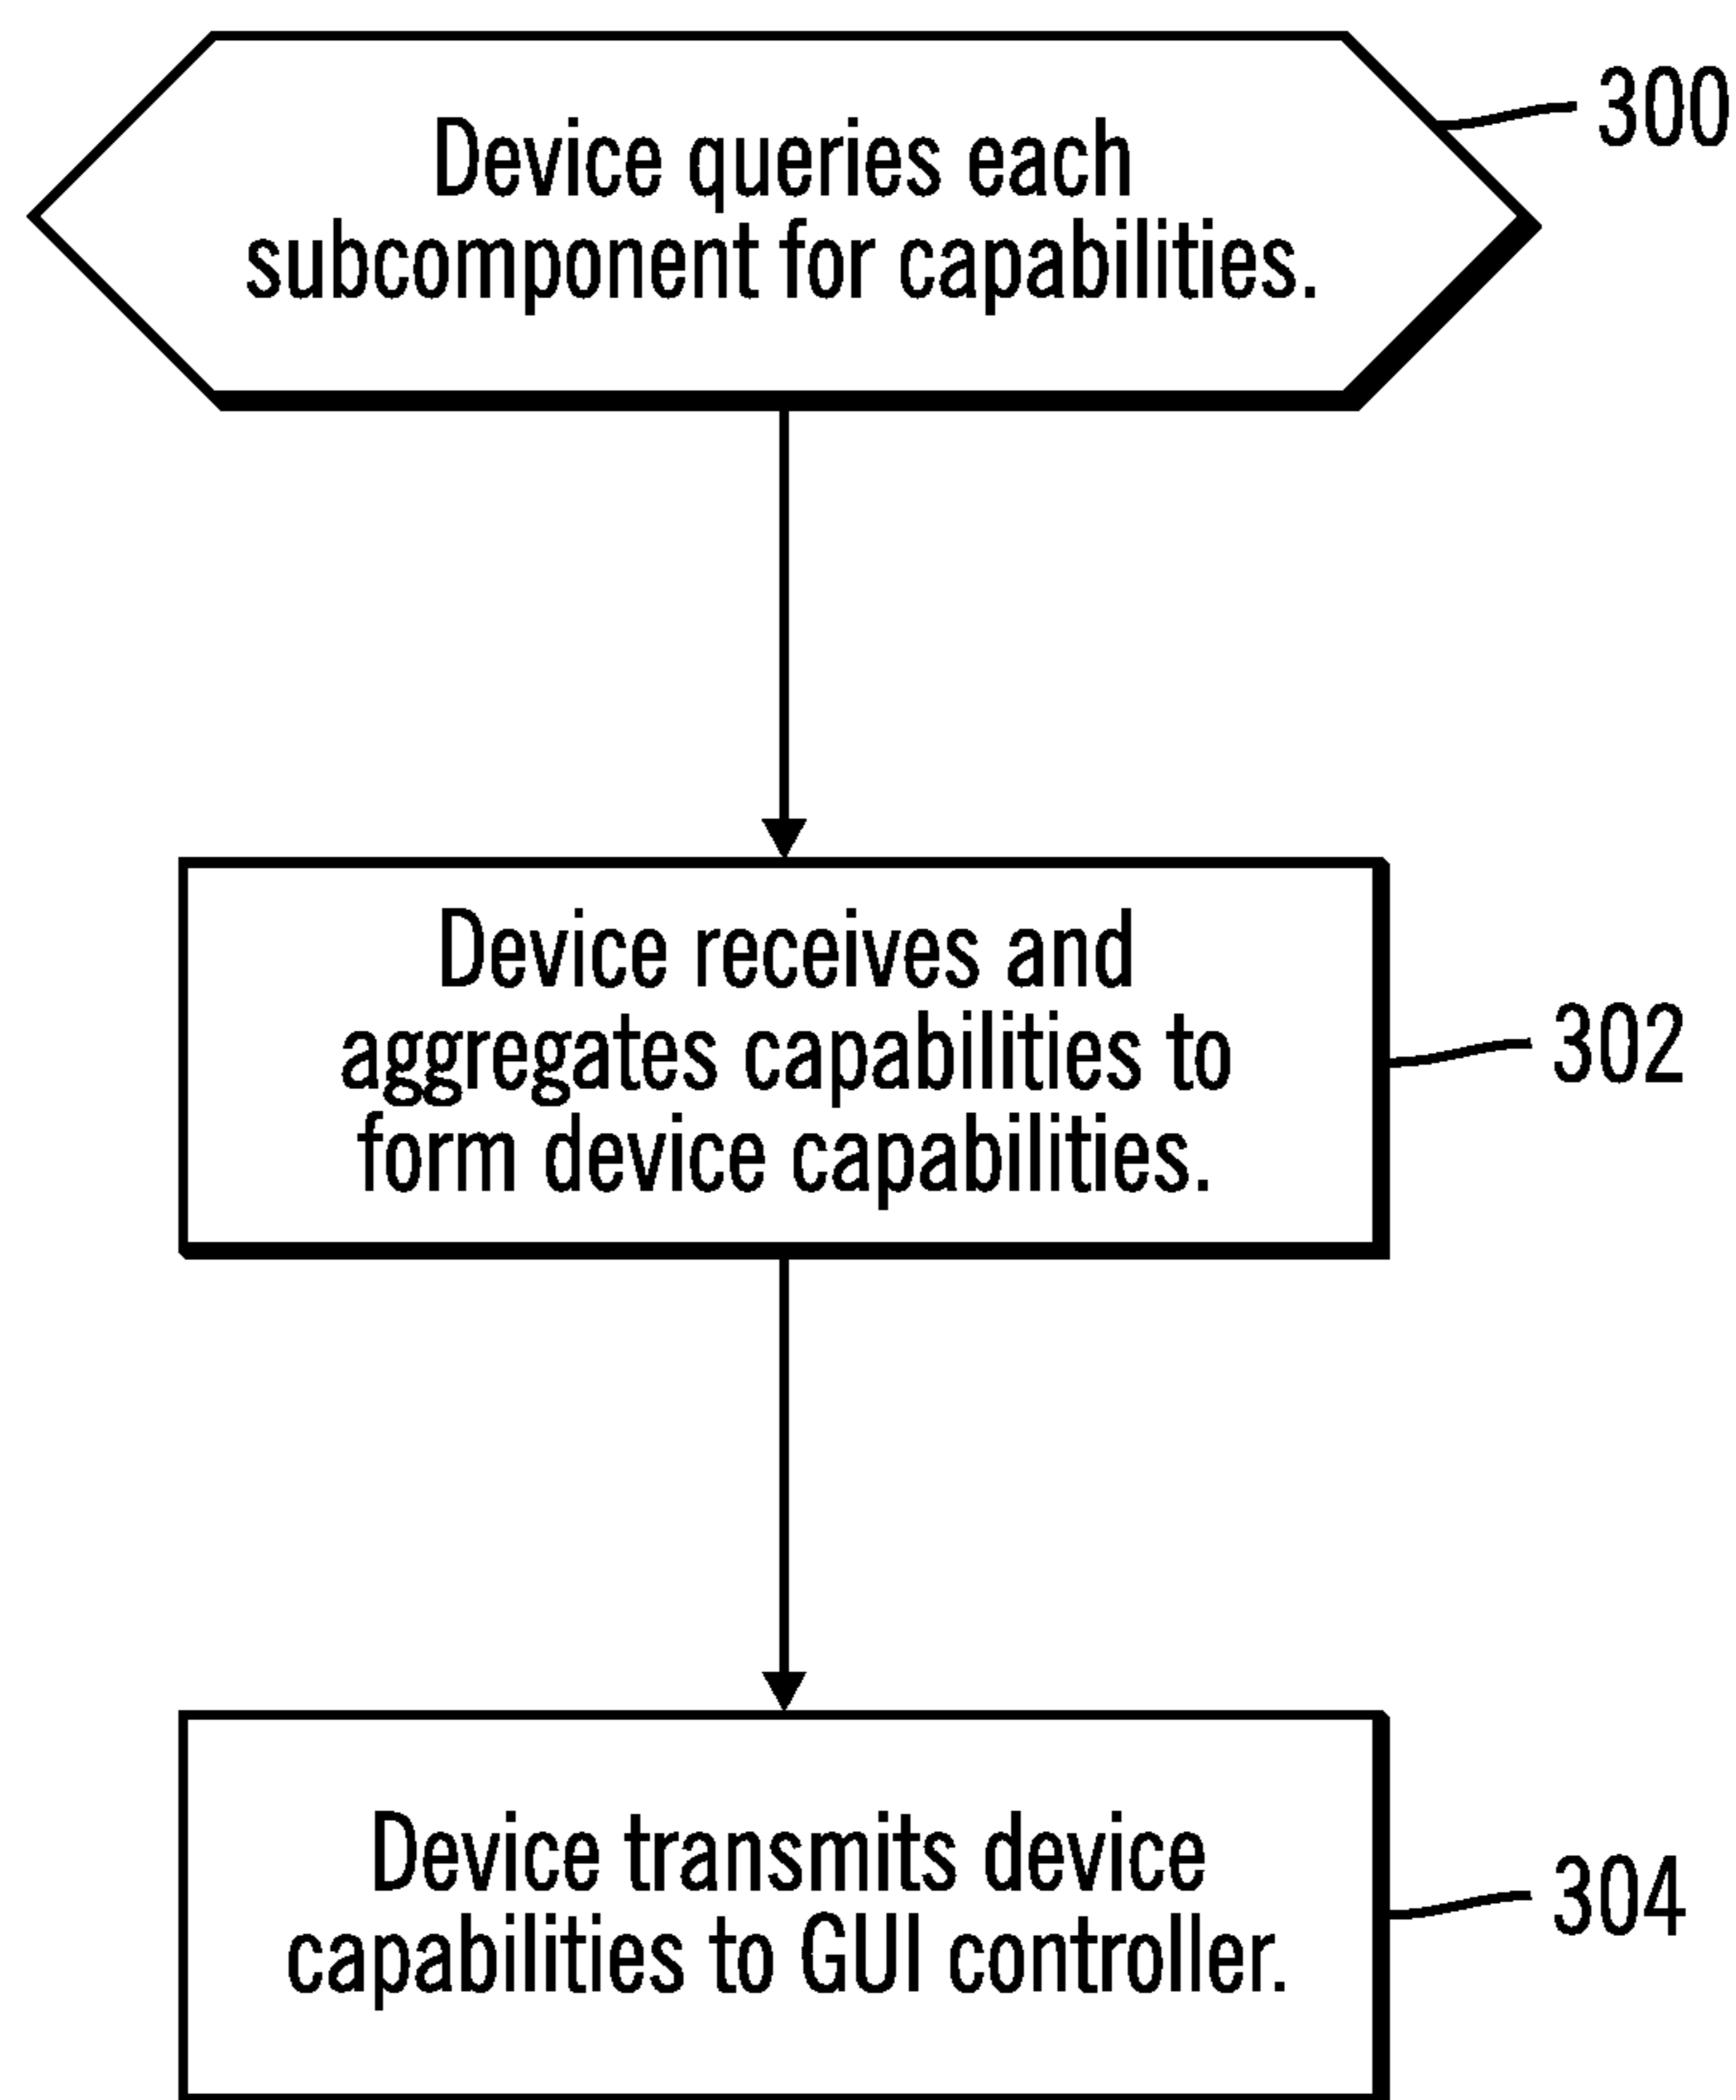 300
Device queries each
subcomponent for capabilities.
Device receives and
aggregates capabilities to
form device capabilities.
302
Device transmits device
capabilities to GUI controller.
304